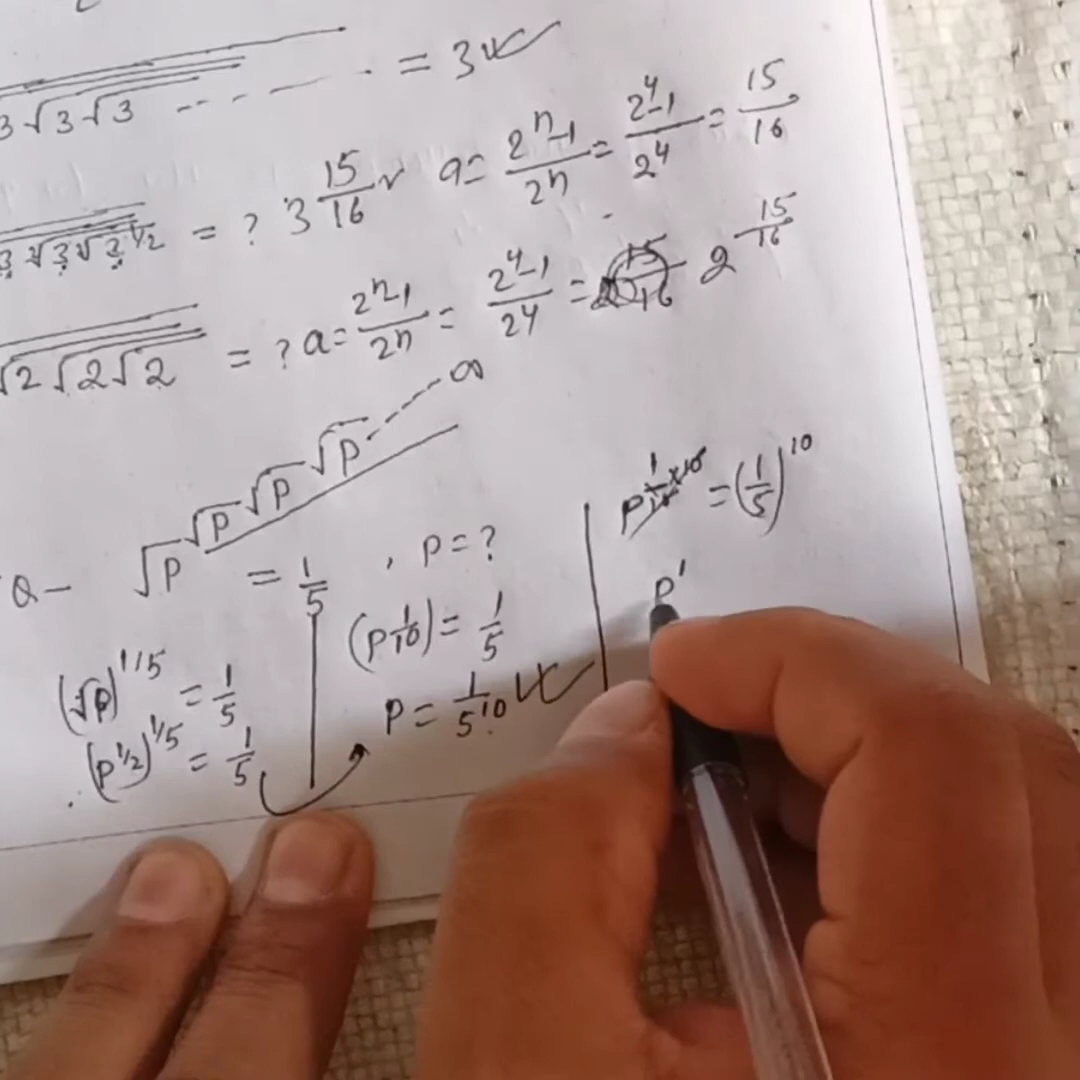 3√3√3 ------ = 3
3√3√3^1/2 = ? 3^15/16 a = 2^n-1/2^n = 2^4-1/2^4 = 15/16
√2√2√2 = ? a = 2^n-1/2^n = 2^4-1/2^4 = 2^15/16
Q- √p^√p^√p^√p---∞ = 1/5 , p = ?
(√p)^1/5 = 1/5
(p^1/2)^1/5 = 1/5
(p^1/10) = 1/5
p = 1/5^10
p^1/10×10 = (1/5)^10
p^1